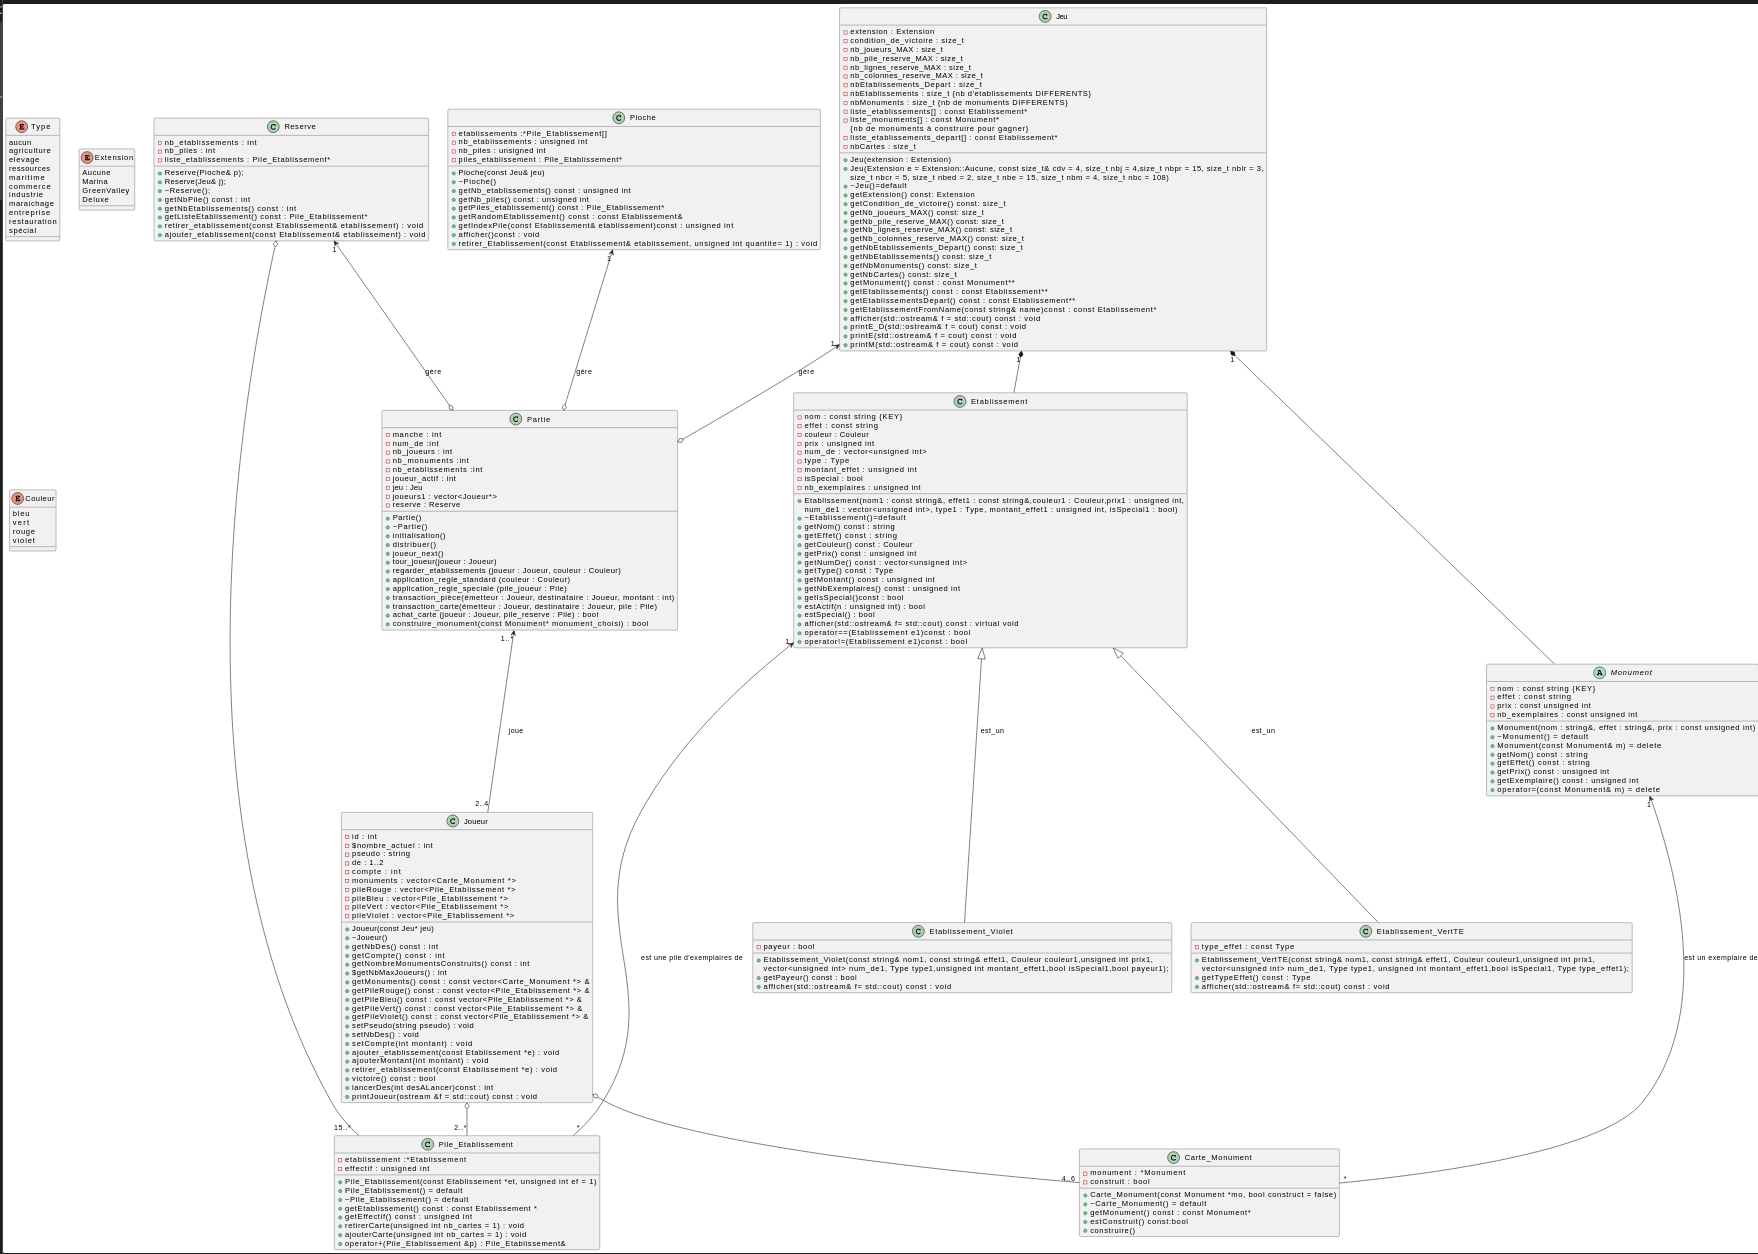 Type
aucun
agriculture
elevage
ressources
maritime
commerce
industrie
maraichage
entreprise
restauration
spécial
Extension
Aucune
Marina
GreenValley
Deluxe
Reserve
nb_etablissements : int
nb_piles : int
liste_etablissements : Pile_Etablissement*
Reserve(Pioche& p);
Reserve(Jeu& j);
~Reserve();
getNbPile() const : int
getNbEtablissements() const : int
getListeEtablissement() const : Pile_Etablissement*
retirer_etablissement(const Etablissement& etablissement) : void
ajouter_etablissement(const Etablissement& etablissement) : void
Pioche
etablissements :*Pile_Etablissement[]
nb_etablissements : unsigned int
nb_piles : unsigned int
piles_etablissement : Pile_Etablissement*
Pioche(const Jeu& jeu)
~Pioche()
getNb_etablissements() const : unsigned int
getNb_piles() const : unsigned int
getPiles_etablissement() const : Pile_Etablissement*
getRandomEtablissement() const : const Etablissement&
getIndexPile(const Etablissement& etablissement)const : unsigned int
afficher()const : void
retirer_Etablissement(const Etablissement& etablissement, unsigned int quantite= 1) : void
Jeu
extension : Extension
condition_de_victoire : size_t
nb_joueurs_MAX : size_t
nb_pile_reserve_MAX : size_t
nb_lignes_reserve_MAX : size_t
nb_colonnes_reserve_MAX : size_t
nbEtablissements_Depart : size_t
nbEtablissements : size_t {nb d'etablissements DIFFERENTS}
nbMonuments : size_t {nb de monuments DIFFERENTS}
liste_etablissements[] : const Etablissement*
liste_monuments[] : const Monument*
{nb de monuments à construire pour gagner}
liste_etablissements_depart[] : const Etablissement*
nbCartes : size_t
Jeu(extension : Extension)
Jeu(Extension e = Extension::Aucune, const size_t& cdv = 4, size_t nbj = 4,size_t nbpr = 15, size_t nblr = 3,
size_t nbcr = 5, size_t nbed = 2, size_t nbe = 15, size_t nbm = 4, size_t nbc = 108)
~Jeu()=default
getExtension() const: Extension
getCondition_de_victoire() const: size_t
getNb_joueurs_MAX() const: size_t
getNb_pile_reserve_MAX() const: size_t
getNb_lignes_reserve_MAX() const: size_t
getNb_colonnes_reserve_MAX() const: size_t
getNbEtablissements_Depart() const: size_t
getNbEtablissements() const: size_t
getNbMonuments() const: size_t
getNbCartes() const: size_t
getMonument() const : const Monument**
getEtablissements() const : const Etablissement**
getEtablissementsDepart() const : const Etablissement**
getEtablissementFromName(const string& name)const : const Etablissement*
afficher(std::ostream& f = std::cout) const : void
printE_D(std::ostream& f = cout) const : void
printE(std::ostream& f = cout) const : void
printM(std::ostream& f = cout) const : void
1
1
1
1
1
gère
gère
gère
Partie
manche : int
num_de :int
nb_joueurs : int
nb_monuments :int
nb_etablissements :int
joueur_actif : int
jeu : Jeu
joueurs1 : vector<Joueur*>
reserve : Reserve
Partie()
~Partie()
initialisation()
distribuer()
joueur_next()
tour_joueur(joueur : Joueur)
regarder_etablissements (joueur : Joueur, couleur : Couleur)
application_regle_standard (couleur : Couleur)
application_regle_speciale (pile_joueur : Pile)
transaction_pièce(émetteur : Joueur, destinataire : Joueur, montant : int)
transaction_carte(émetteur : Joueur, destinataire : Joueur, pile : Pile)
achat_carte (joueur : Joueur, pile_reserve : Pile) : bool
construire_monument(const Monument* monument_choisi) : bool
Etablissement
nom : const string {KEY}
effet : const string
couleur : Couleur
prix : unsigned int
num_de : vector<unsigned int>
type : Type
montant_effet : unsigned int
isSpecial : bool
nb_exemplaires : unsigned int
Etablissement(nom1 : const string&, effet1 : const string&,couleur1 : Couleur,prix1 : unsigned int,
num_de1 : vector<unsigned int>, type1 : Type, montant_effet1 : unsigned int, isSpecial1 : bool)
~Etablissement()=default
getNom() const : string
getEffet() const : string
getCouleur() const : Couleur
getPrix() const : unsigned int
getNumDe() const : vector<unsigned int>
getType() const : Type
getMontant() const : unsigned int
getNbExemplaires() const : unsigned int
getIsSpecial()const : bool
estActif(n : unsigned int) : bool
estSpecial() : bool
afficher(std::ostream& f= std::cout) const : virtual void
operator==(Etablissement e1)const : bool
operator!=(Etablissement e1)const : bool
Couleur
bleu
vert
rouge
violet
1..*
1
joue
est_un
est_un
2..4
Monument
nom : const string {KEY}
effet : const string
prix : const unsigned int
nb_exemplaires : const unsigned int
Monument(nom : string&, effet : string&, prix : const unsigned int)
~Monument() = default
Monument(const Monument& m) = delete
getNom() const : string
getEffet() const : string
getPrix() const : unsigned int
getExemplaire() const : unsigned int
operator=(const Monument& m) = delete
1
Joueur
id : int
$nombre_actuel : int
pseudo : string
de : 1..2
compte : int
monuments : vector<Carte_Monument *>
pileRouge : vector<Pile_Etablissement *>
pileBleu : vector<Pile_Etablissement *>
pileVert : vector<Pile_Etablissement *>
pileViolet : vector<Pile_Etablissement *>
Joueur(const Jeu* jeu)
~Joueur()
getNbDes() const : int
getCompte() const : int
getNombreMonumentsConstruits() const : int
$getNbMaxJoueurs() : int
getMonuments() const : const vector<Carte_Monument *> &
getPileRouge() const : const vector<Pile_Etablissement *> &
getPileBleu() const : const vector<Pile_Etablissement *> &
getPileVert() const : const vector<Pile_Etablissement *> &
getPileViolet() const : const vector<Pile_Etablissement *> &
setPseudo(string pseudo) : void
setNbDes() : void
setCompte(int montant) : void
ajouter_etablissement(const Etablissement *e) : void
ajouterMontant(int montant) : void
retirer_etablissement(const Etablissement *e) : void
victoire() const : bool
lancerDes(int desALancer)const : int
printJoueur(ostream &f = std::cout) const : void
est une pile d'exemplaires de
Etablissement_Violet
payeur : bool
Etablissement_Violet(const string& nom1, const string& effet1, Couleur couleur1,unsigned int prix1,
vector<unsigned int> num_de1, Type type1,unsigned int montant_effet1,bool isSpecial1,bool payeur1);
getPayeur() const : bool
afficher(std::ostream& f= std::cout) const : void
Etablissement_VertTE
type_effet : const Type
Etablissement_VertTE(const string& nom1, const string& effet1, Couleur couleur1,unsigned int prix1,
vector<unsigned int> num_de1, Type type1, unsigned int montant_effet1,bool isSpecial1, Type type_effet1);
getTypeEffet() const : Type
afficher(std::ostream& f= std::cout) const : void
est un exemplaire de
15..*
2..*
*
4..6
*
Pile_Etablissement
etablissement :*Etablissement
effectif : unsigned int
Pile_Etablissement(const Etablissement *et, unsigned int ef = 1)
Pile_Etablissement() = default
~Pile_Etablissement() = default
getEtablissement() const : const Etablissement *
getEffectif() const : unsigned int
retirerCarte(unsigned int nb_cartes = 1) : void
ajouterCarte(unsigned int nb_cartes = 1) : void
operator+(Pile_Etablissement &p) : Pile_Etablissement&
Carte_Monument
monument : *Monument
construit : bool
Carte_Monument(const Monument *mo, bool construct = false)
~Carte_Monument() = default
getMonument() const : const Monument*
estConstruit() const:bool
construire()